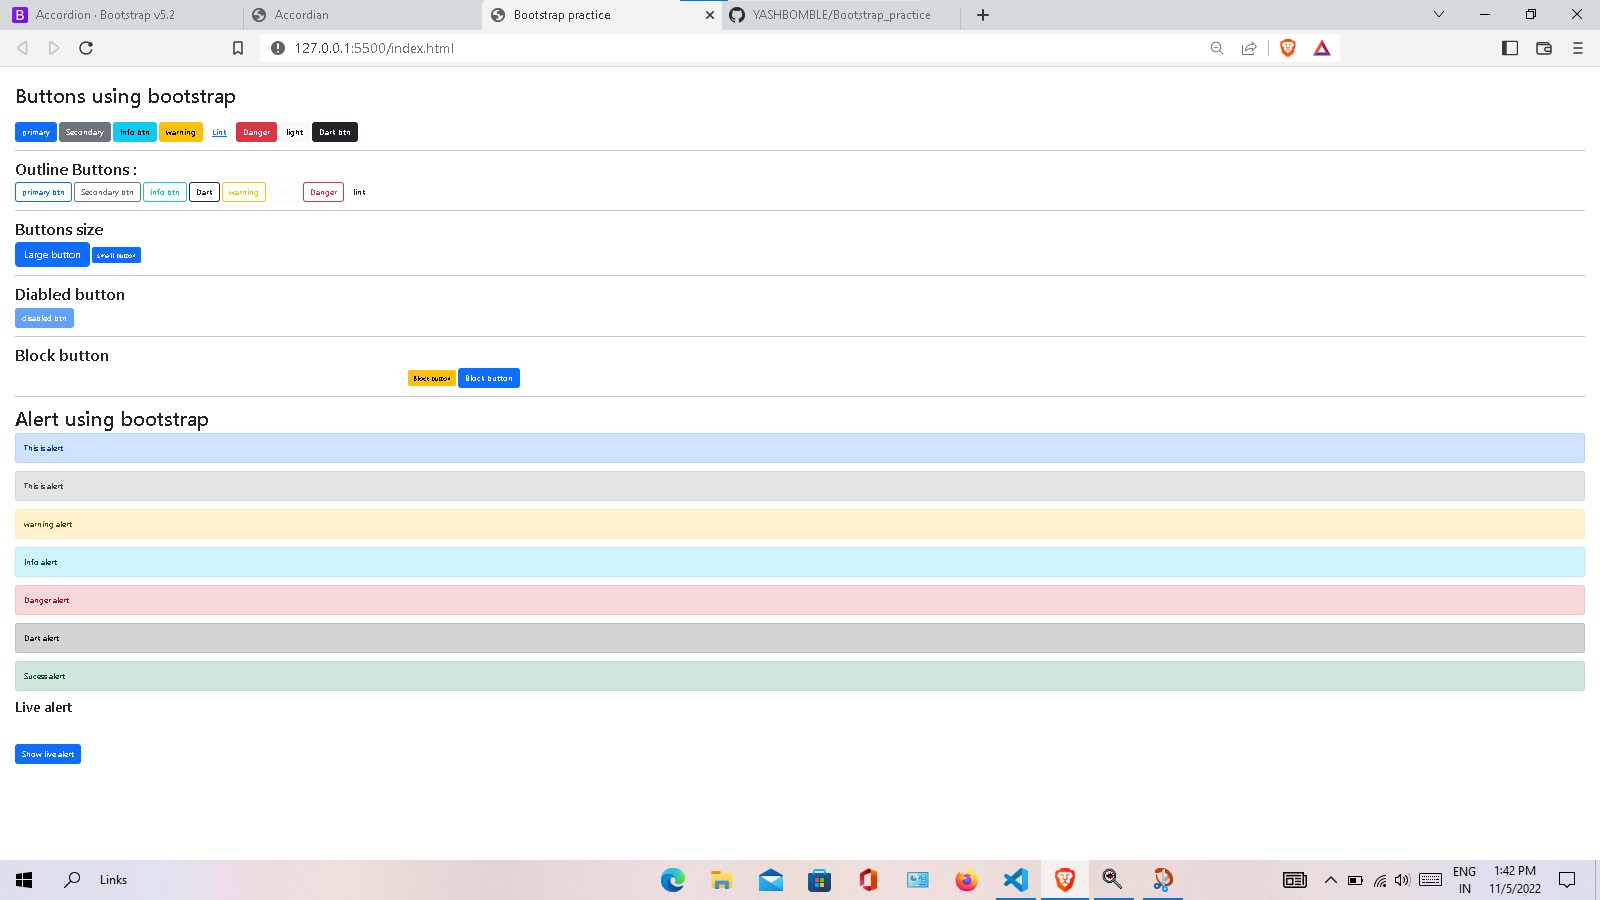 Accordion · Bootstrap v5.2
Accordian
Bootstrap practice
YASHBOMBLE/Bootstrap_practice
127.0.0.1:5500/index.html
Buttons using bootstrap
primary Secondary Info btn warning Lint Danger light Dart btn
Outline Buttons :
primary btn Secondary btn info btn Dart warning Danger lint
Buttons size
Large button small button
Diabled button
disabled btn
Block button
Block button Block button
Alert using bootstrap
This is alert
This is alert
warning alert
Info alert
Danger alert
Dart alert
Sucess alert
Live alert
Show live alert
Links
ENG
IN
1:42 PM
11/5/2022